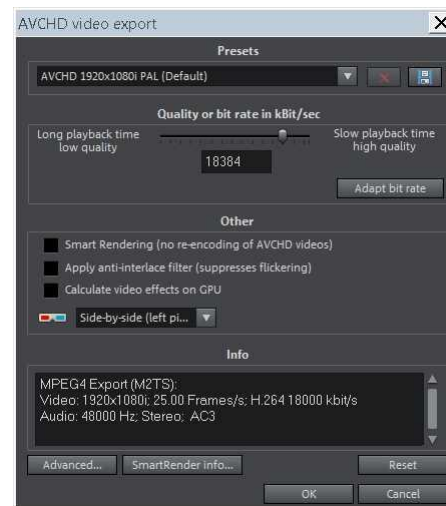 AVCHD video export
Presets
AVCHD 1920x1080i PAL (Default)
Quality or bit rate in kBit/sec
Long playback time
low quality
Slow playback time
high quality
18384
Adapt bit rate
Other
Smart Rendering (no re-encoding of AVCHD videos)
Apply anti-interlace filter (suppresses flickering)
Calculate video effects on GPU
Side-by-side (left pi...
Info
MPEG4 Export (M2TS):
Video: 1920x1080i; 25.00 Frames/s; H.264 18000 kbit/s
Audio: 48000 Hz; Stereo; AC3
Advanced... SmartRender info... Reset
OK Cancel